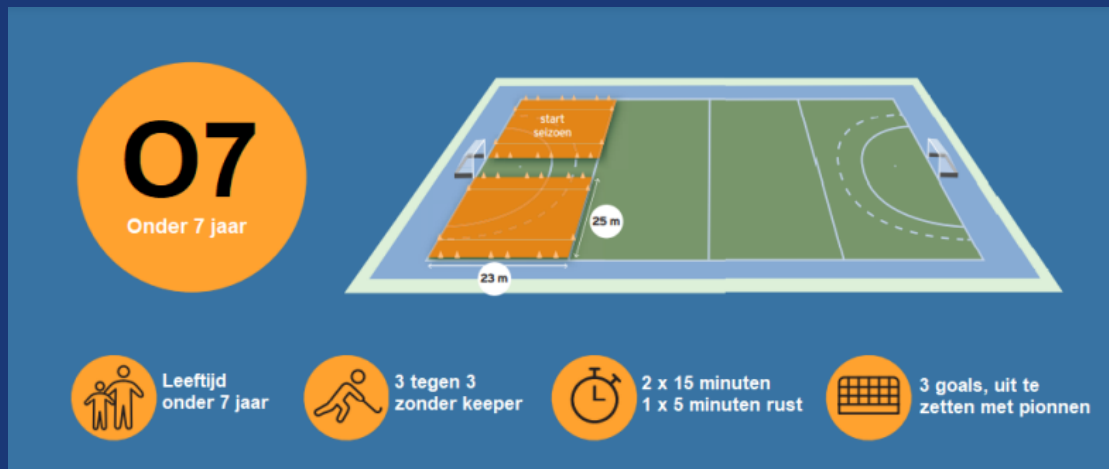 O7
Onder 7 jaar
start
seizoen
25 m
23 m
Leeftijd
onder 7 jaar
3 tegen 3
zonder keeper
2 x 15 minuten
1 x 5 minuten rust
3 goals, uit te
zetten met pionnen